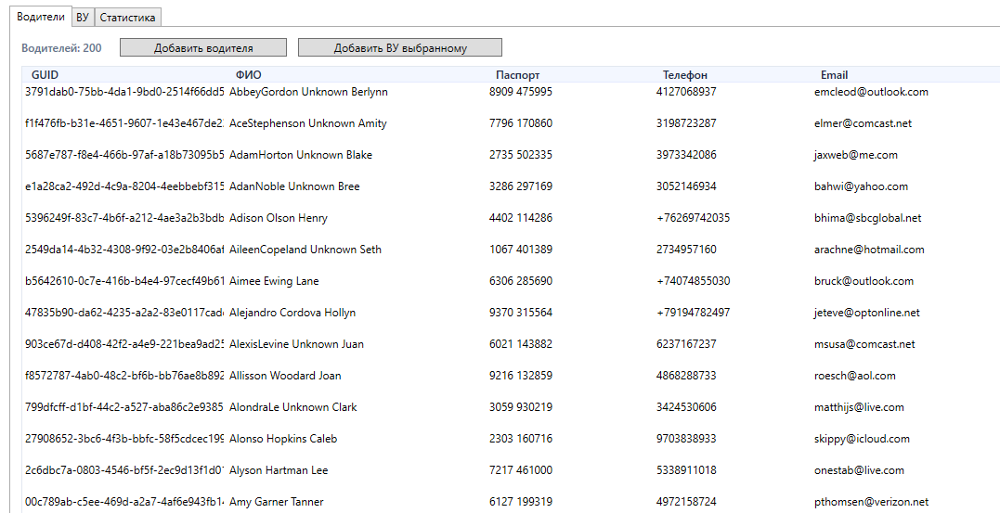 Водители ВУ Статистика
Водителей: 200 Добавить водителя Добавить ВУ выбранному
GUID ФИО Паспорт Телефон Email
3791dab0-75bb-4da1-9bd0-2514f66dd5 AbbeyGordon Unknown Berlynn 8909 475995 4127068937 emcleod@outlook.com
f1f476fb-b31e-4651-9607-1e43e467de2 AceStephenson Unknown Amity 7796 170860 3198723287 elmer@comcast.net
5687e787-f8e4-466b-97af-a18b73095b5 AdamHorton Unknown Blake 2735 502335 3973342086 jaxweb@me.com
e1a28ca2-492d-4c9a-8204-4eebbebf315 AdanNoble Unknown Bree 3286 297169 3052146934 bahwi@yahoo.com
5396249f-83c7-4b6f-a212-4ae3a2b3bdb Adison Olson Henry 4402 114286 +76269742035 bhima@sbcglobal.net
2549da14-4b32-4308-9f92-03e2b8406af AileenCopeland Unknown Seth 1067 401389 2734957160 arachne@hotmail.com
b5642610-0c7e-416b-b4e4-97cecf49b61 Aimee Ewing Lane 6306 285690 +74074855030 bruck@outlook.com
47835b90-da62-4235-a2a2-83e0117cad Alejandro Cordova Hollyn 9370 315564 +79194782497 jeteve@optonline.net
903ce67d-d408-42f2-a4e9-221bea9ad25 AlexisLevine Unknown Juan 6021 143882 6237167237 msusa@comcast.net
f8572787-4ab0-48c2-bf6b-bb76ae8b892 Allisson Woodard Joan 9216 132859 4868288733 roesch@aol.com
799dfcff-d1bf-44c2-a527-aba86c2e9385 AlondraLe Unknown Clark 3059 930219 3424530606 matthijs@live.com
27908652-3bc6-4f3b-bbfc-58f5cdcec199 Alonso Hopkins Caleb 2303 160716 9703838933 skippy@icloud.com
2c6dbc7a-0803-4546-bf5f-2ec9d13f1d0 Alyson Hartman Lee 7217 461000 5338911018 onestab@live.com
00c789ab-c5ee-469d-a2a7-4af6e943fb1 Amy Garner Tanner 6127 199319 4972158724 pthomsen@verizon.net